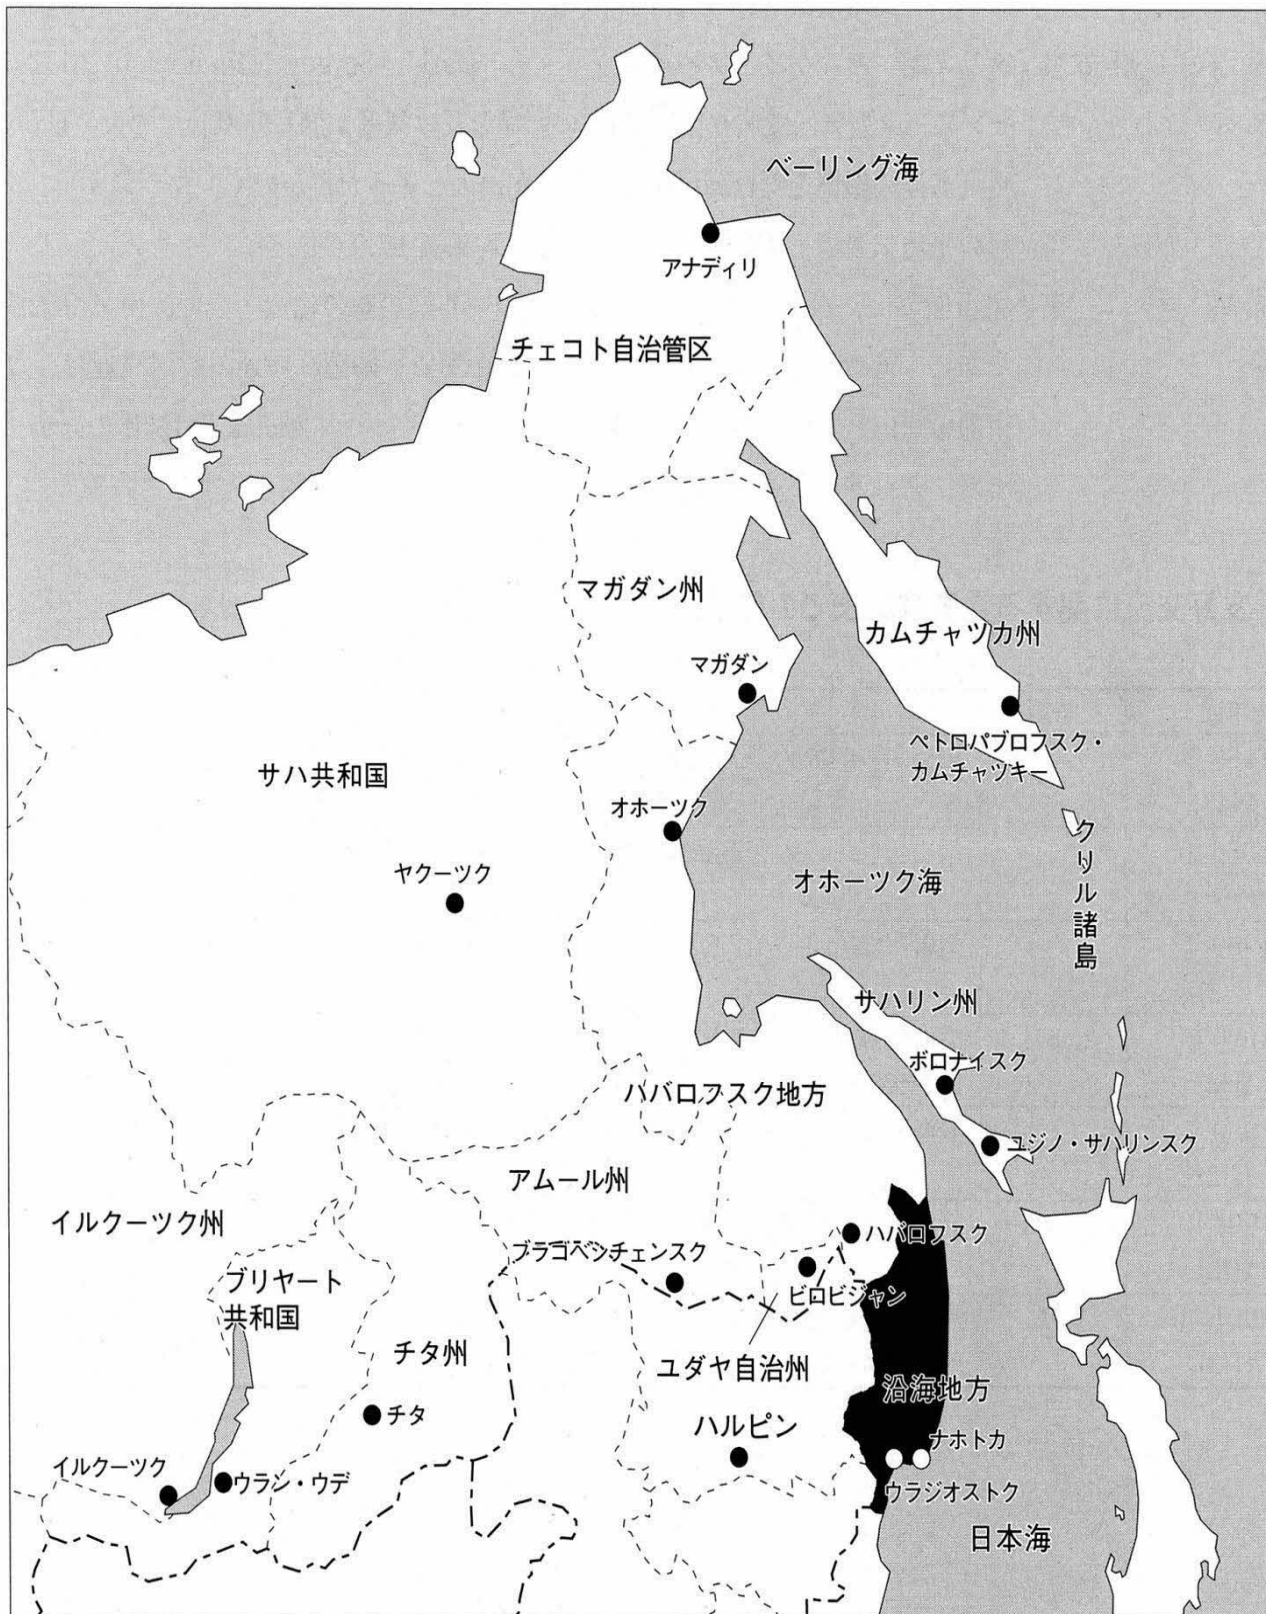 ベーリング海
アナディリ
チェコト自治管区
マガダン州
カムチャツカ州
マガダン
ペトロパブロフスク・
カムチャツキー
サハ共和国
オホーツク
クリル諸島
ヤクーツク
オホーツク海
サハリン州
ボロナイスク
ハバロフスク地方
ユジノ・サハリンスク
アムール州
イルクーツク州
ハバロフスク
ブラゴベシチェンスク
ブリヤート
共和国
ビロビジャン
チタ州
ユダヤ自治州
沿海地方
チタ
ハルピン
ナホトカ
イルクーツク
ウラン・ウデ
ウラジオストク
日本海